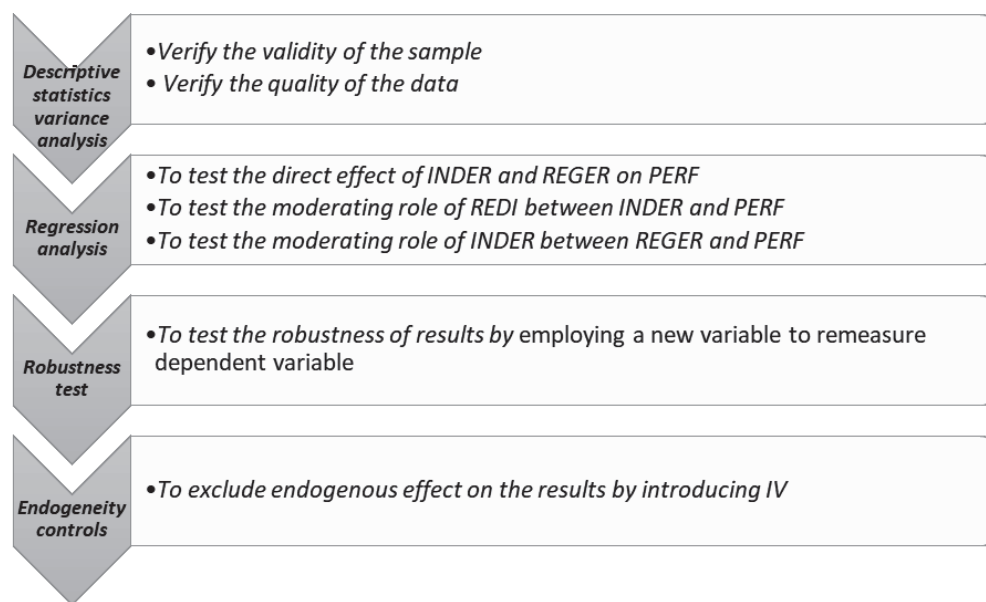 Descriptive
statistics
variance
analysis
•Verify the validity of the sample
• Verify the quality of the data
Regression
analysis
•To test the direct effect of INDER and REGER on PERF
•To test the moderating role of REDI between INDER and PERF
•To test the moderating role of INDER between REGER and PERF
Robustness
test
•To test the robustness of results by employing a new variable to remeasure
dependent variable
Endogeneity
controls
•To exclude endogenous effect on the results by introducing IV